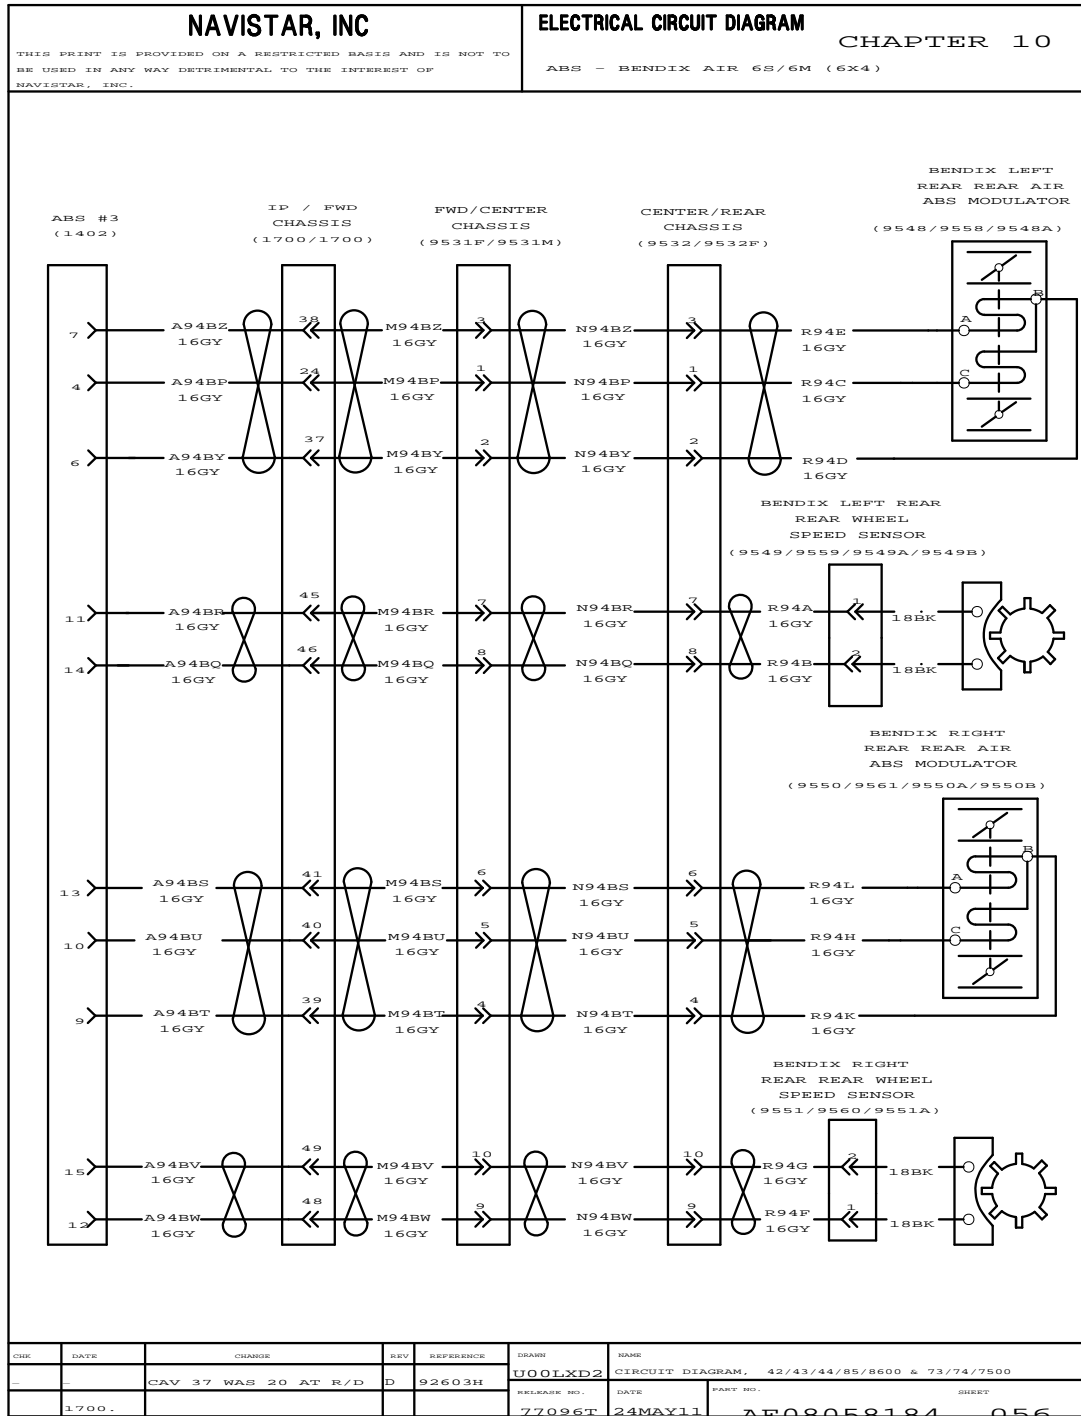 NAVISTAR, INC
THIS PRINT IS PROVIDED ON A RESTRICTED BASIS AND IS NOT TO
BE USED IN ANY WAY DETRIMENTAL TO THE INTEREST OF
NAVISTAR, INC.
ELECTRICAL CIRCUIT DIAGRAM
CHAPTER 10
ABS - BENDIX AIR 6S/6M (6X4)
ABS #3
(1402)
IP / FWD
CHASSIS
(1700/1700)
FWD/CENTER
CHASSIS
(9531F/9531M)
CENTER/REAR
CHASSIS
(9532/9532F)
BENDIX LEFT
REAR REAR AIR
ABS MODULATOR
(9548/9558/9548A)
B
7 A94BZ 38 M94BZ 3 N94BZ 3 R94E A
16GY 16GY 16GY 16GY
4 A94BP 24 M94BP 1 N94BP 1 R94C C
16GY 16GY 16GY 16GY
6 A94BY 37 M94BY 2 N94BY 2 R94D
16GY 16GY 16GY 16GY
BENDIX LEFT REAR
REAR WHEEL
SPEED SENSOR
(9549/9559/9549A/9549B)
11 A94BR 45 M94BR 7 N94BR 7 R94A 1 18BK
16GY 16GY 16GY 16GY
14 A94BQ 46 M94BQ 8 N94BQ 8 R94B 2 18BK
16GY 16GY 16GY 16GY
BENDIX RIGHT
REAR REAR AIR
ABS MODULATOR
(9550/9561/9550A/9550B)
B
13 A94BS 41 M94BS 6 N94BS 6 R94L A
16GY 16GY 16GY 16GY
10 A94BU 40 M94BU 5 N94BU 5 R94H C
16GY 16GY 16GY 16GY
9 A94BT 39 M94BT 4 N94BT 4 R94K
16GY 16GY 16GY 16GY
BENDIX RIGHT
REAR REAR WHEEL
SPEED SENSOR
(9551/9560/9551A)
15 A94BV 49 M94BV 10 N94BV 10 R94G 2 18BK
16GY 16GY 16GY 16GY
12 A94BW 48 M94BW 9 N94BW 9 R94F 1 18BK
16GY 16GY 16GY 16GY
CHK DATE CHANGE REV REFERENCE DRAWN NAME
- - CAV 37 WAS 20 AT R/D D 92603H U00LXD2 CIRCUIT DIAGRAM, 42/43/44/85/8600 & 73/74/7500
RELEASE NO. DATE PART NO. SHEET
1700. 77096T 24MAY11 AF08058184 056